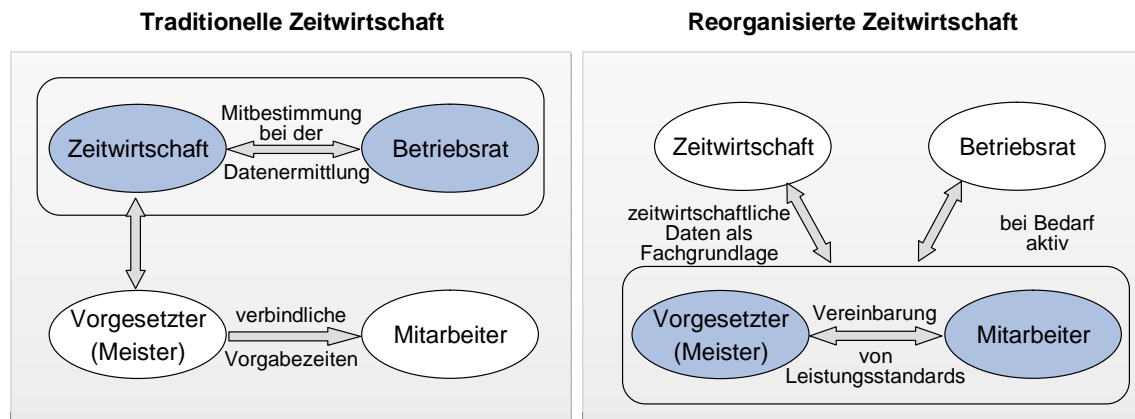 Traditionelle Zeitwirtschaft
Zeitwirtschaft
Mitbestimmung
bei der
Datenermittlung
Betriebsrat
Vorgesetzter
(Meister)
verbindliche
Vorgabezeiten
Mitarbeiter
Reorganisierte Zeitwirtschaft
Zeitwirtschaft
Betriebsrat
zeitwirtschaftliche
Daten als
Fachgrundlage
bei Bedarf
aktiv
Vorgesetzter
(Meister)
Vereinbarung
von
Leistungsstandards
Mitarbeiter